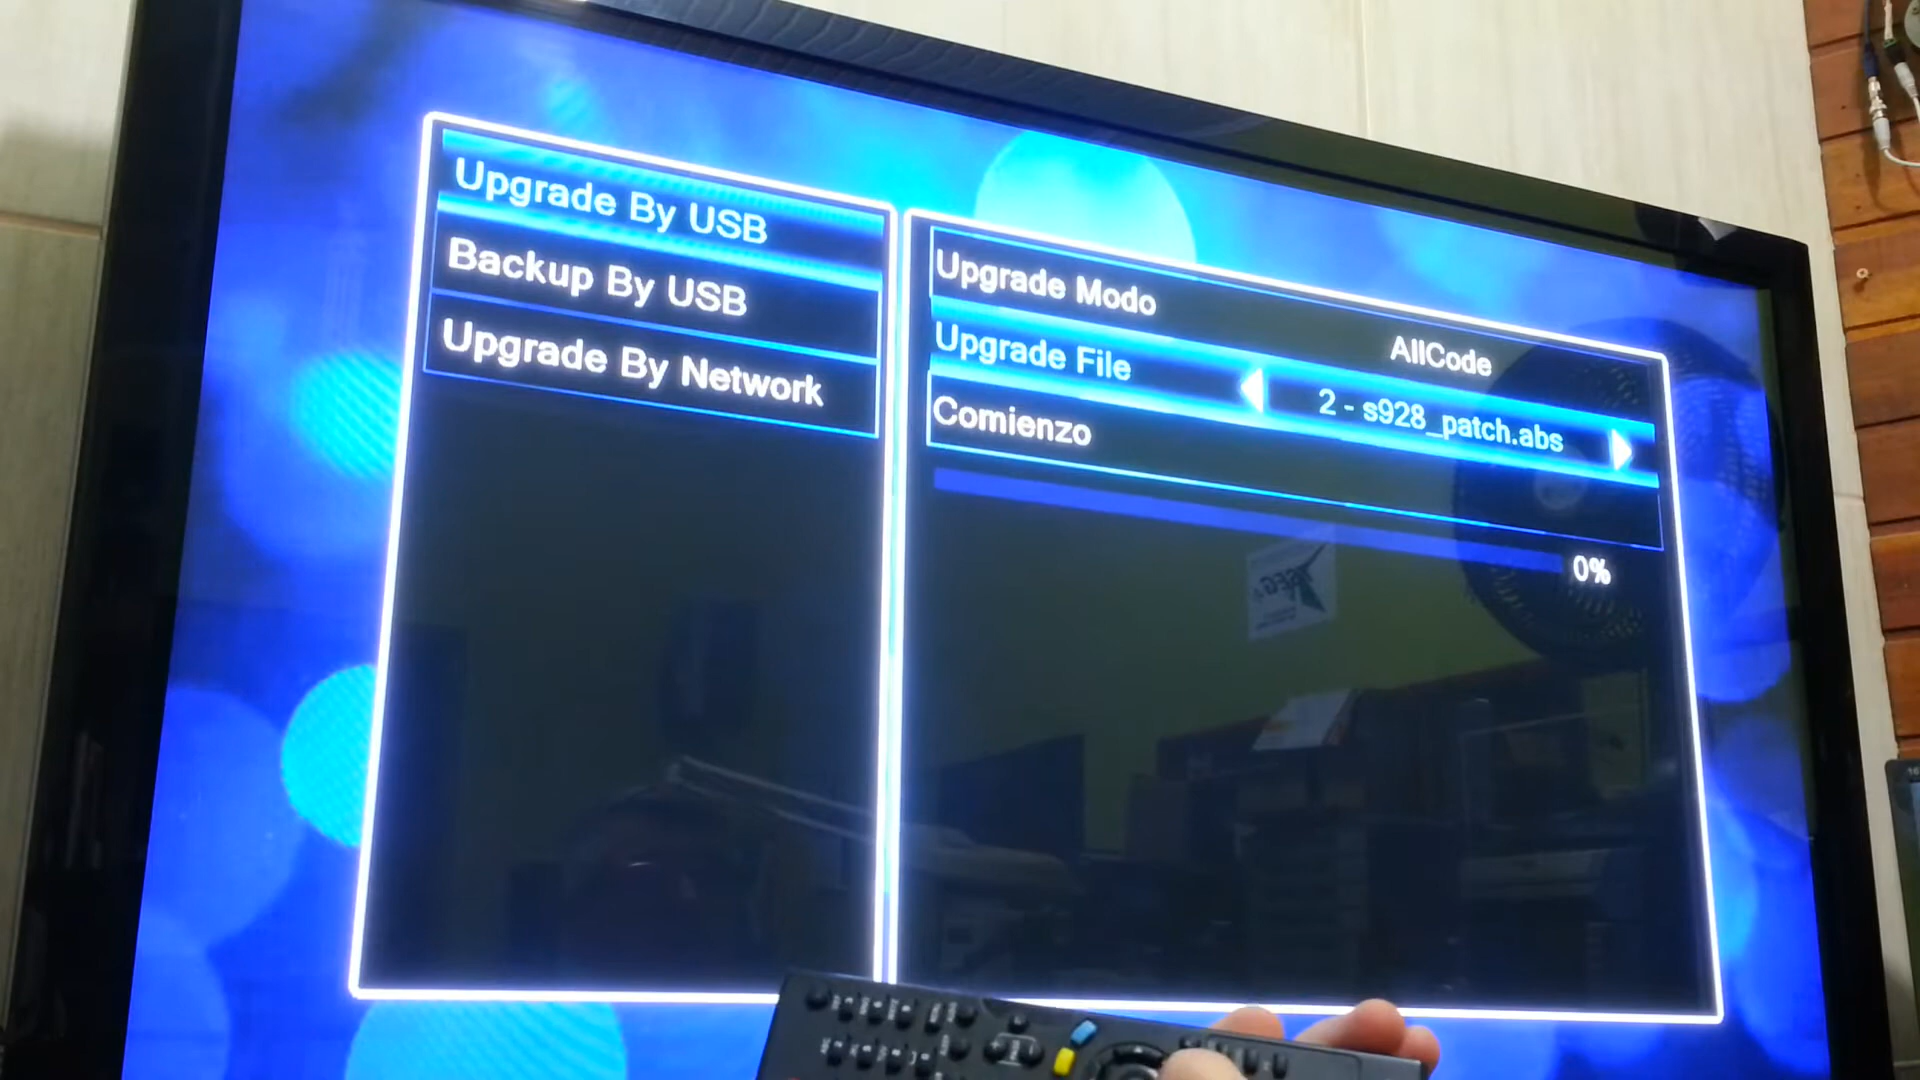 Upgrade By USB
Backup By USB
Upgrade By Network
Upgrade Modo
AllCode
Upgrade File
2 - s928_patch.abs
Comienzo
0%